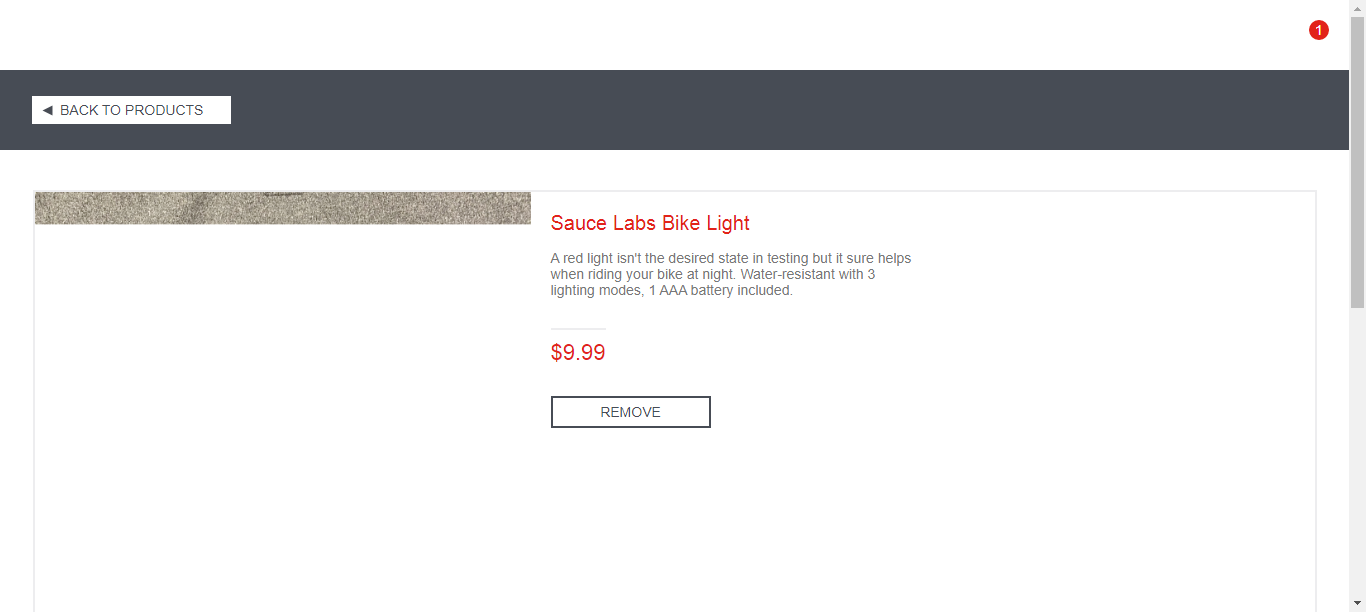 1
◄ BACK TO PRODUCTS
Sauce Labs Bike Light
A red light isn't the desired state in testing but it sure helps
when riding your bike at night. Water-resistant with 3
lighting modes, 1 AAA battery included.
$9.99
REMOVE